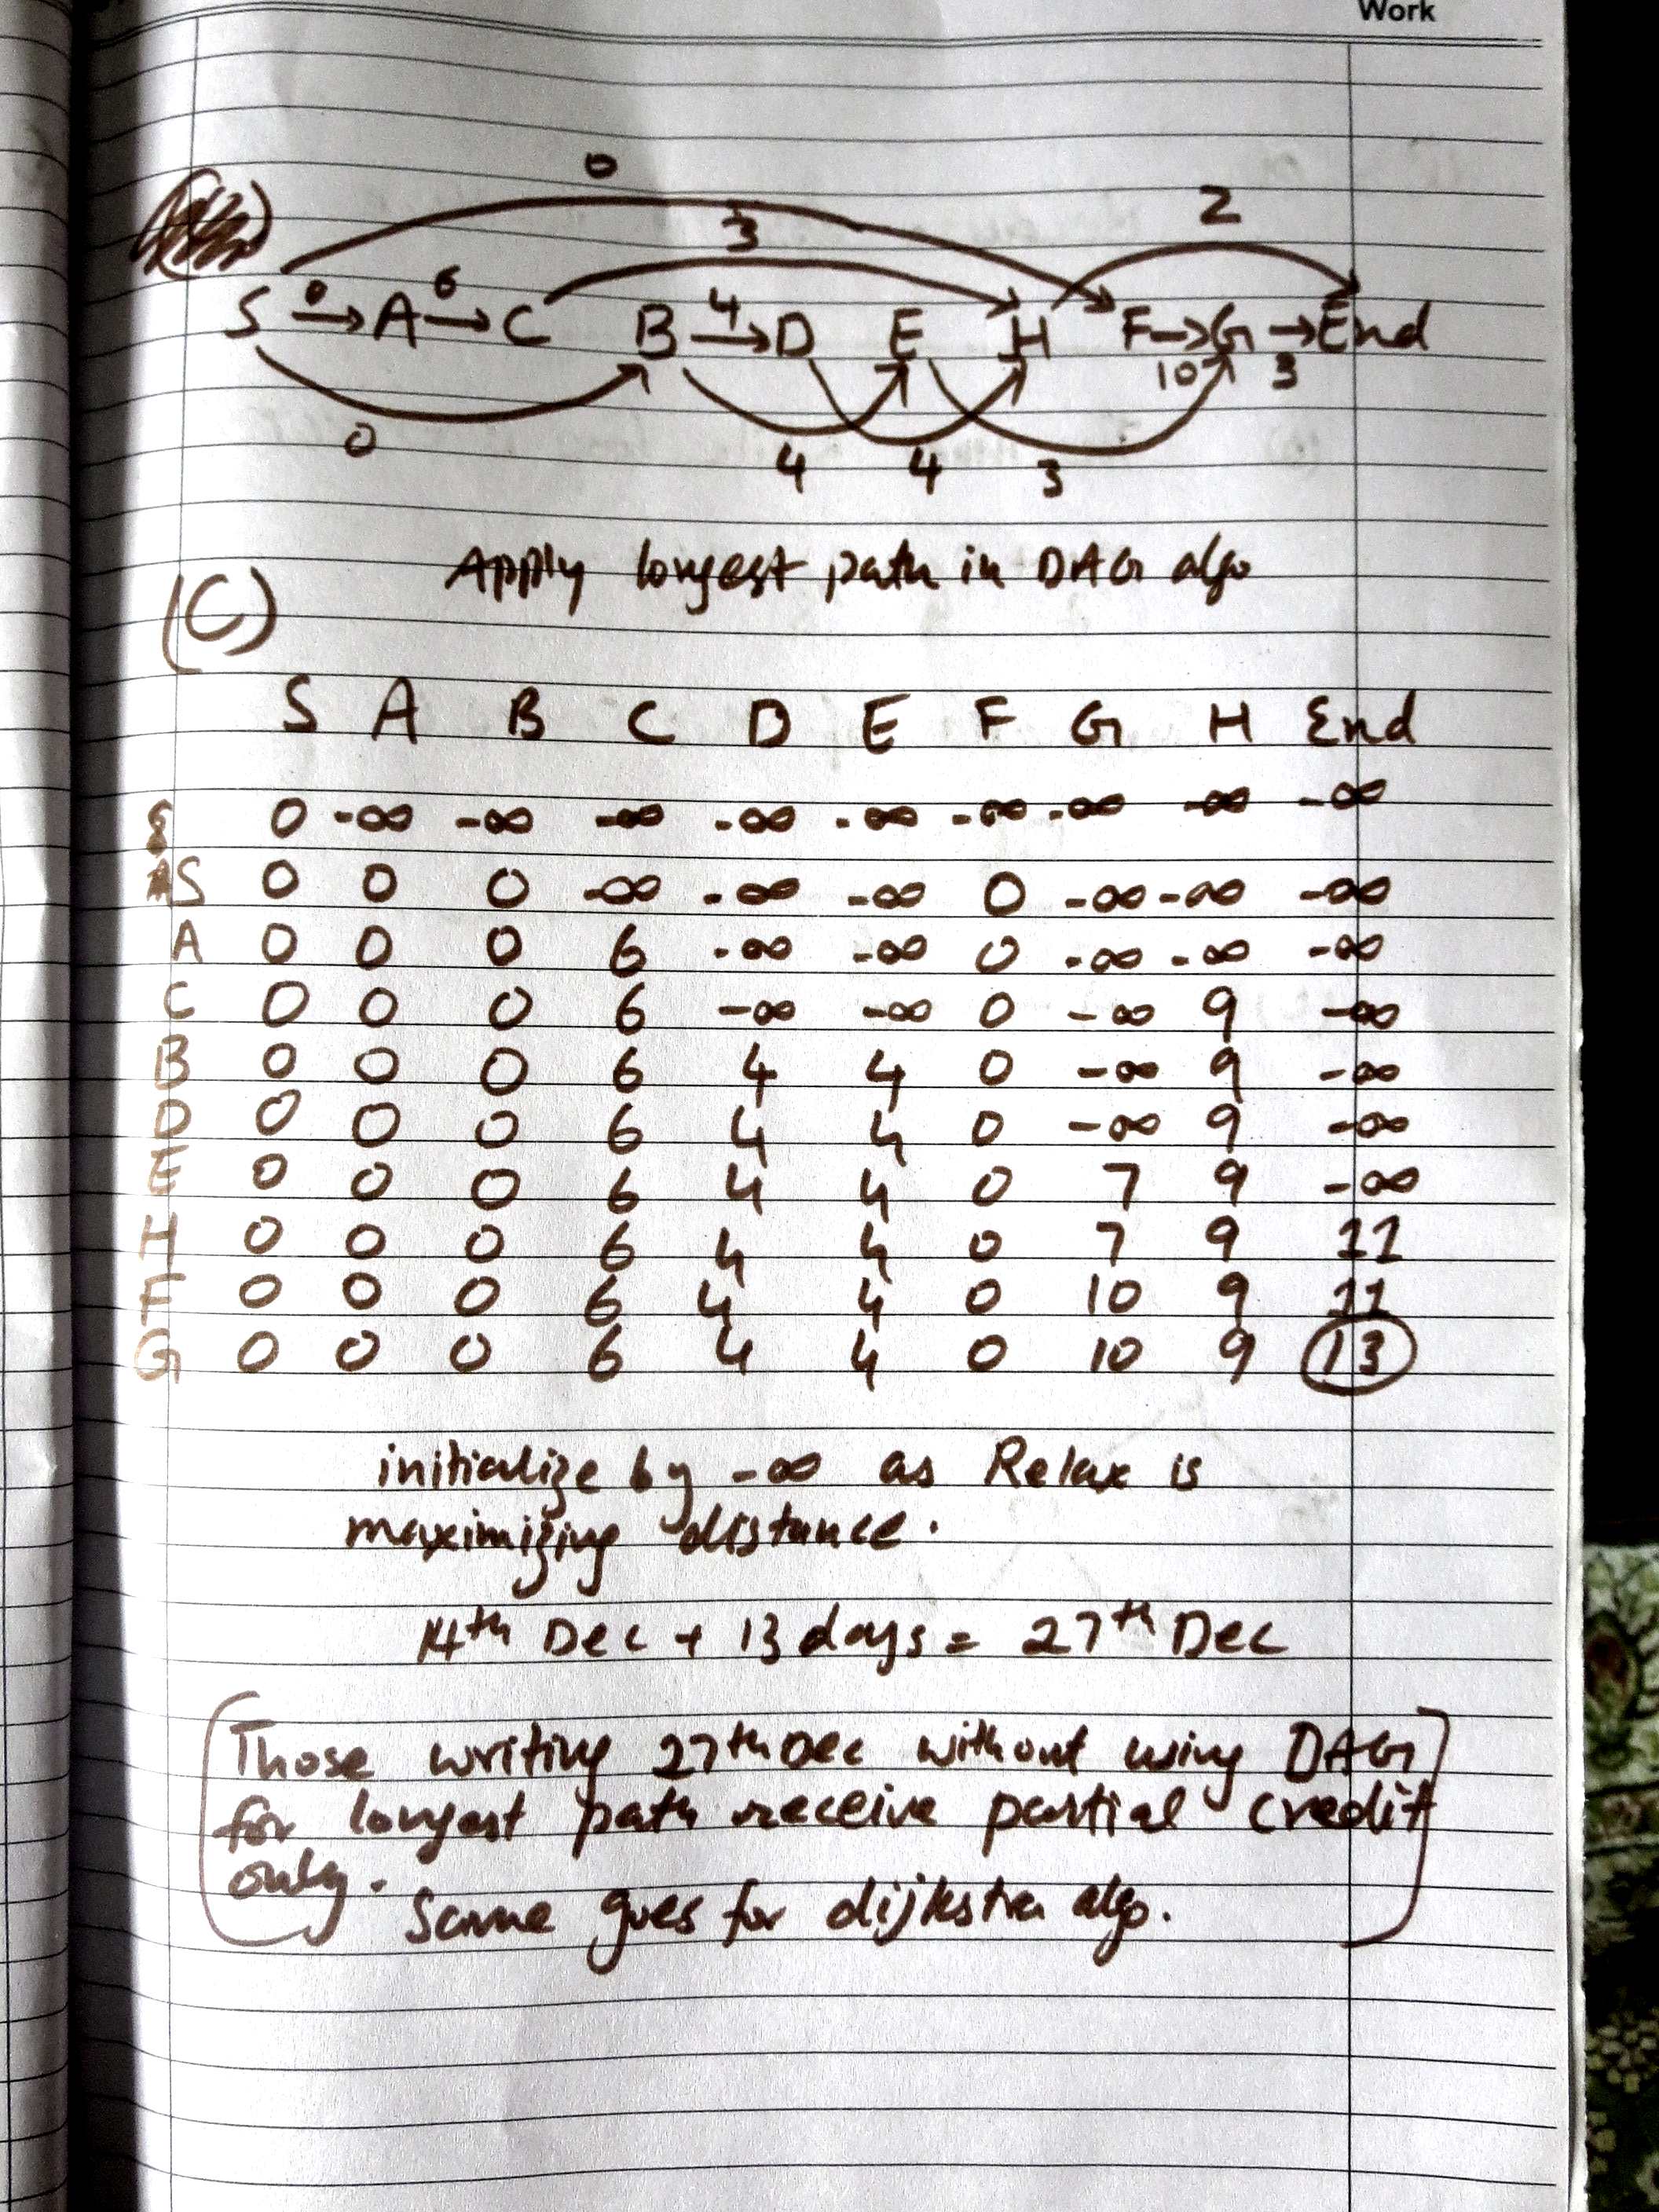 Work
0
3
2
S 0→ A 6→ C B 4→ D E H F → G → End
10 3
0 4 4 3
Apply longest path in DAG algo
(C)
S A B C D E F G H End
S 0 -∞ -∞ -∞ -∞ -∞ -∞ -∞ -∞ -∞
S 0 0 0 -∞ -∞ -∞ 0 -∞ -∞ -∞
A 0 0 0 6 -∞ -∞ 0 -∞ -∞ -∞
C 0 0 0 6 -∞ -∞ 0 -∞ 9 -∞
B 0 0 0 6 4 4 0 -∞ 9 -∞
D 0 0 0 6 4 4 0 -∞ 9 -∞
E 0 0 0 6 4 4 0 7 9 -∞
H 0 0 0 6 4 4 0 7 9 11
F 0 0 0 6 4 4 0 10 9 11
G 0 0 0 6 4 4 0 10 9 13
initialize by -∞ as Relax is
maximizing distance.
14th Dec + 13 days = 27th Dec
Those writing 27th Dec without using DAG
for longest path receive partial credit
only.
Same goes for dijkstra algo.